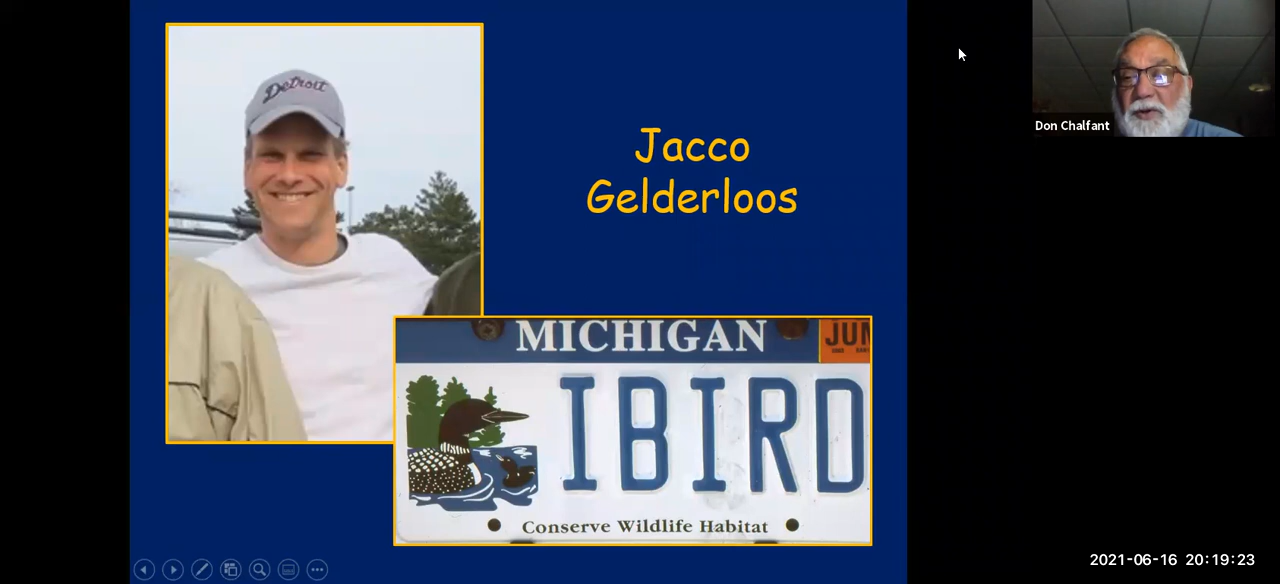 Detroit
Jacco
Gelderloos
MICHIGAN
JUN
IBIRD
Conserve Wildlife Habitat
Don Chalfant
2021-06-16 20:19:23